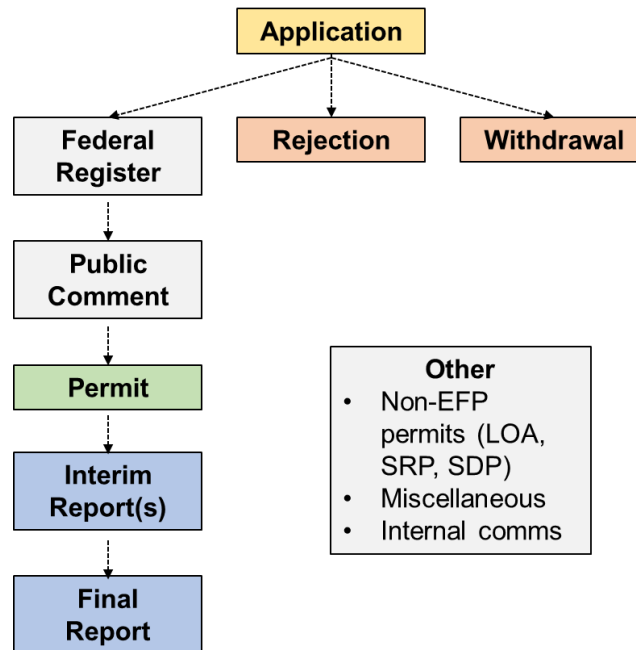 Application
Federal
Register
Rejection
Withdrawal
Public
Comment
Permit
Interim
Report(s)
Final
Report
Other
• Non-EFP
permits (LOA,
SRP, SDP)
• Miscellaneous
• Internal comms